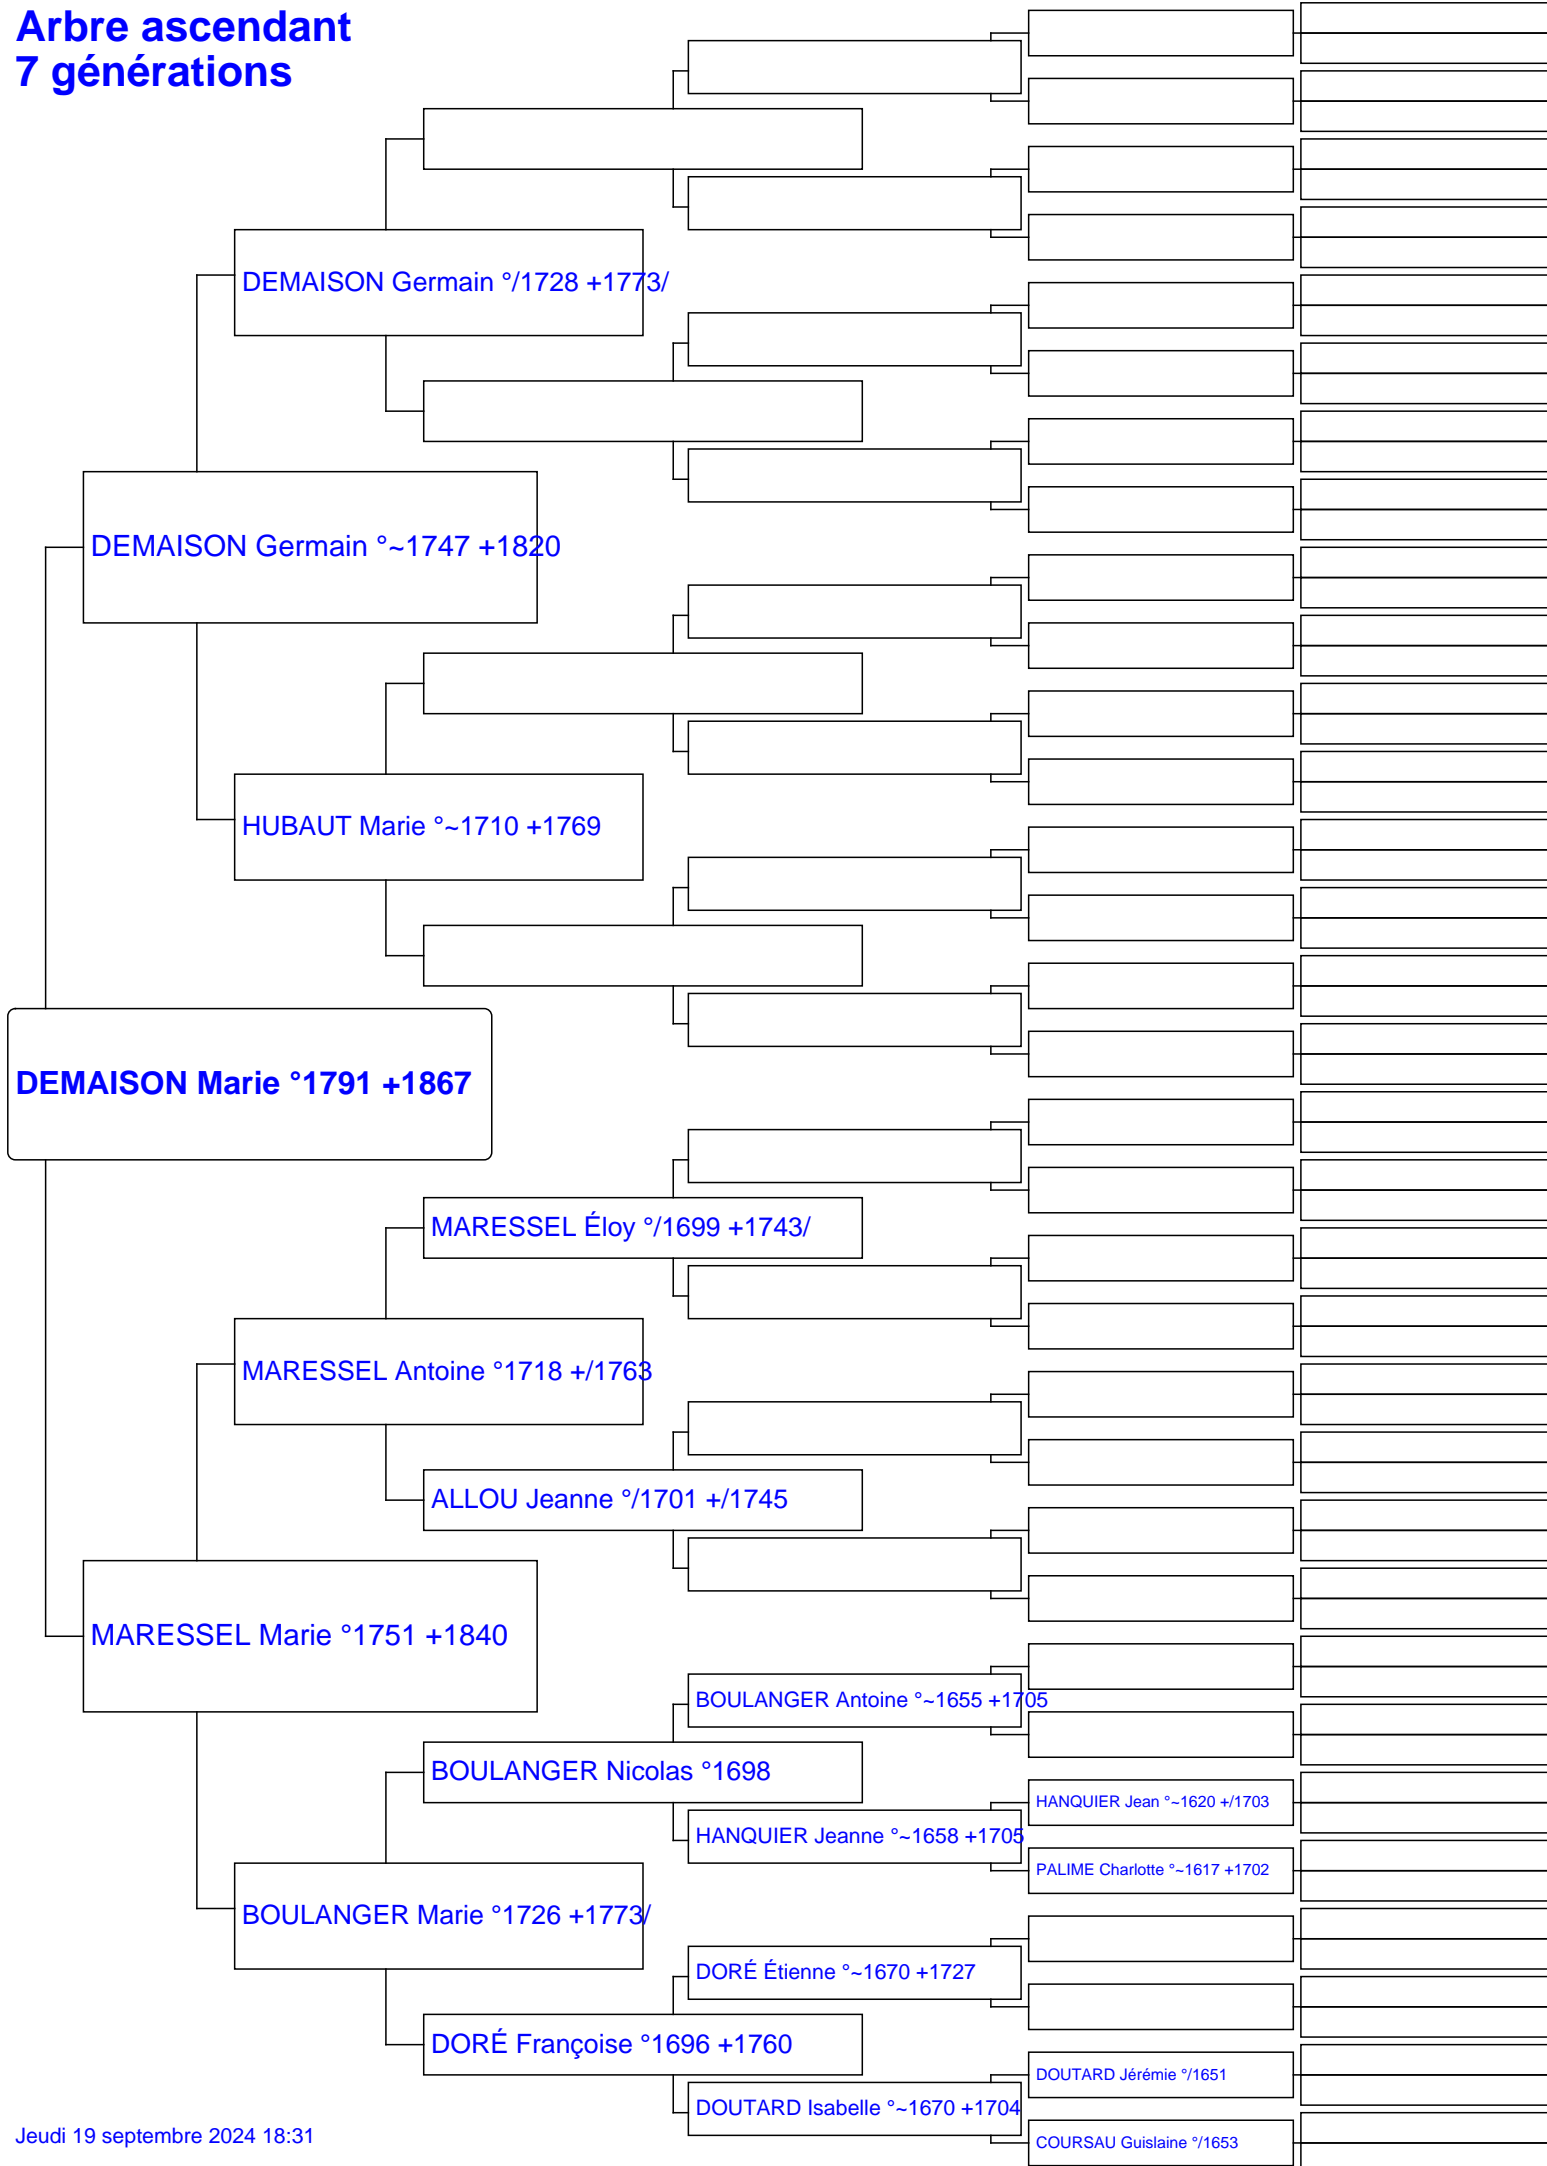 Arbre ascendant
7 générations
DEMAISON Germain °/1728 +1773/
DEMAISON Germain °~1747 +1820
HUBAUT Marie °~1710 +1769
DEMAISON Marie °1791 +1867
MARESSEL Éloy °/1699 +1743/
MARESSEL Antoine °1718 +/1763
ALLOU Jeanne °/1701 +/1745
MARESSEL Marie °1751 +1840
BOULANGER Antoine °~1655 +1705
BOULANGER Nicolas °1698
HANQUIER Jean °~1620 +/1703
HANQUIER Jeanne °~1658 +1705
PALIME Charlotte °~1617 +1702
BOULANGER Marie °1726 +1773/
DORÉ Étienne °~1670 +1727
DORÉ Françoise °1696 +1760
DOUTARD Jérémie °/1651
DOUTARD Isabelle °~1670 +1704
COURSAU Guislaine °/1653
Jeudi 19 septembre 2024 18:31